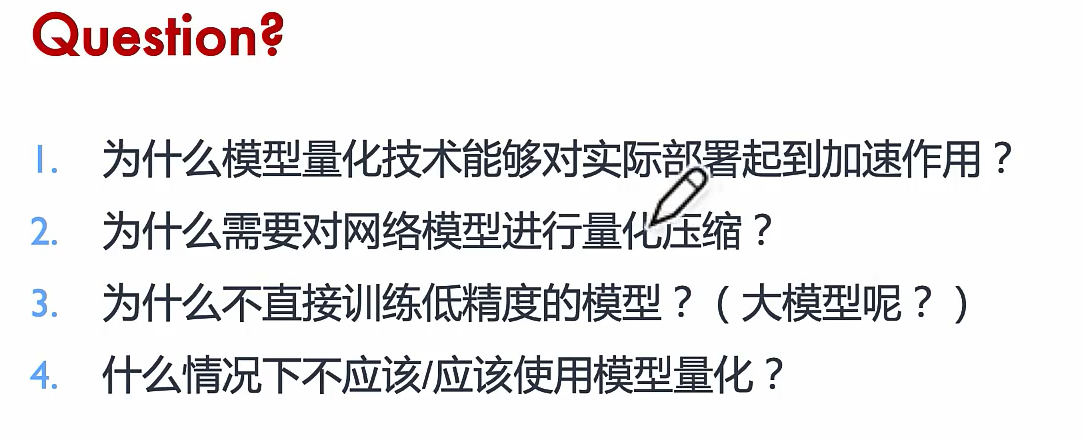 Question?
1. 为什么模型量化技术能够对实际部署起到加速作用？
2. 为什么需要对网络模型进行量化压缩？
3. 为什么不直接训练低精度的模型？（大模型呢？）
4. 什么情况下不应该/应该使用模型量化？